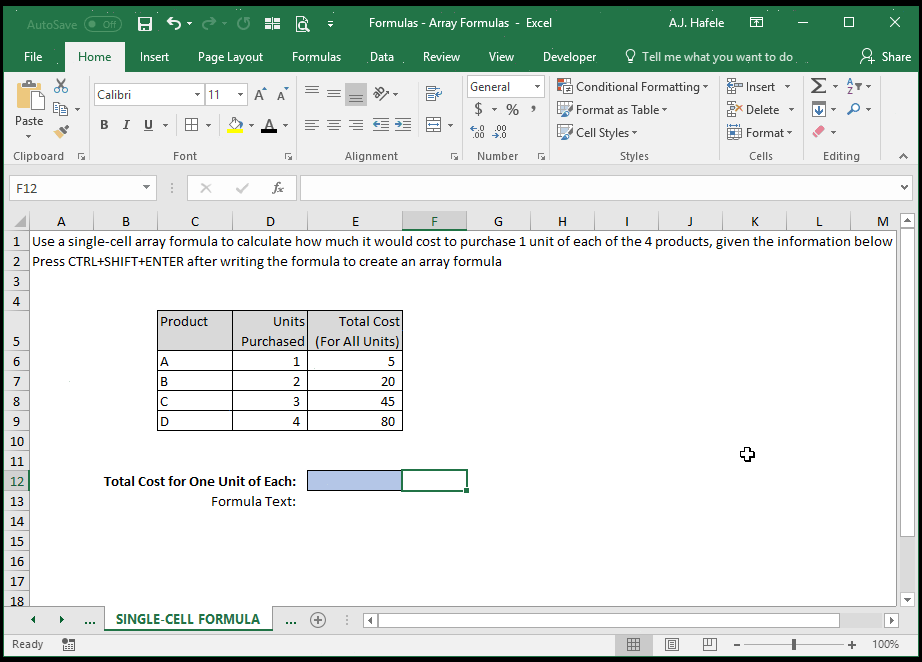 AutoSave Off Formulas - Array Formulas - Excel A.J. Hafele
File Home Insert Page Layout Formulas Data Review View Developer Tell me what you want to do Share
Paste
Calibri 11
B I U
General
$ % ,
Conditional Formatting
Format as Table
Cell Styles
Insert
Delete
Format
Clipboard Font Alignment Number Styles Cells Editing
F12 fx
A B C D E F G H I J K L M
1 Use a single-cell array formula to calculate how much it would cost to purchase 1 unit of each of the 4 products, given the information below
2 Press CTRL+SHIFT+ENTER after writing the formula to create an array formula
3
4
Product Units Total Cost
5 Purchased (For All Units)
6 A 1 5
7 B 2 20
8 C 3 45
9 D 4 80
10
11
12 Total Cost for One Unit of Each:
13 Formula Text:
14
15
16
17
18
... SINGLE-CELL FORMULA ...
Ready 100%